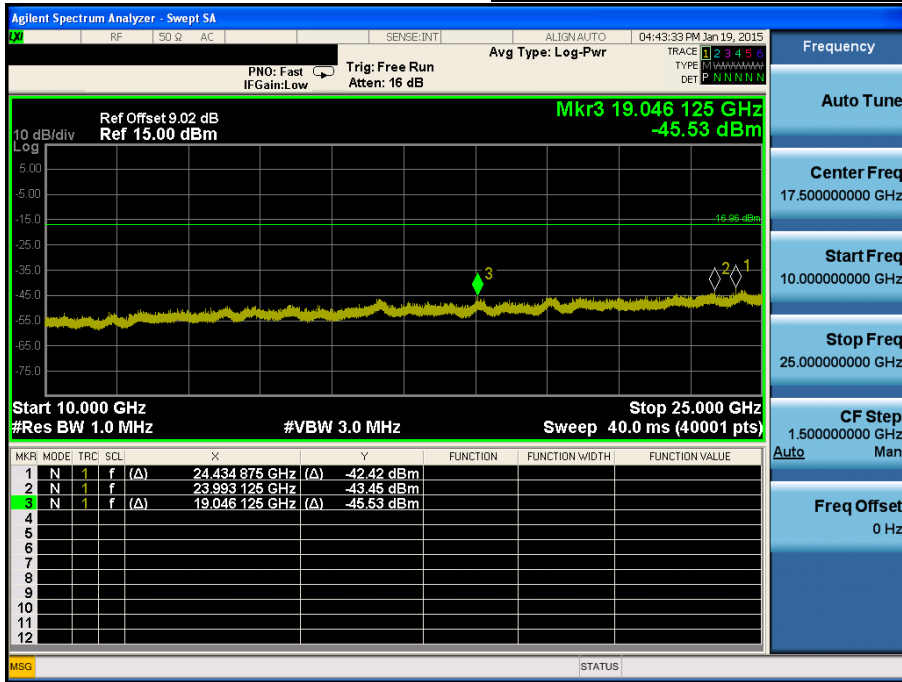 Agilent Spectrum Analyzer - Swept SA
LXI RF 50 Ω AC SENSE:INT ALIGN AUTO 04:43:33 PM Jan 19, 2015
PNO: Fast Trig: Free Run Avg Type: Log-Pwr TRACE 1 2 3 4 5 6
IFGain:Low Atten: 16 dB TYPE M WWWWW
DET P N N N N N
Mkr3 19.046 125 GHz
-45.53 dBm
Ref Offset 9.02 dB
10 dB/div Ref 15.00 dBm
Log
5.00
-5.00
-15.0
-16.96 dBm
-25.0
-35.0
-45.0
-55.0
-65.0
-75.0
3 2 1
Start 10.000 GHz Stop 25.000 GHz
#Res BW 1.0 MHz #VBW 3.0 MHz Sweep 40.0 ms (40001 pts)
MKR MODE TRC SCL X Y FUNCTION FUNCTION WIDTH FUNCTION VALUE
1 N 1 f (Δ) 24.434 875 GHz (Δ) -42.42 dBm
2 N 1 f 23.993 125 GHz -43.45 dBm
3 N 1 f (Δ) 19.046 125 GHz (Δ) -45.53 dBm
4
5
6
7
8
9
10
11
12
MSG STATUS
Frequency
Auto Tune
Center Freq
17.500000000 GHz
Start Freq
10.000000000 GHz
Stop Freq
25.000000000 GHz
CF Step
1.500000000 GHz
Auto Man
Freq Offset
0 Hz